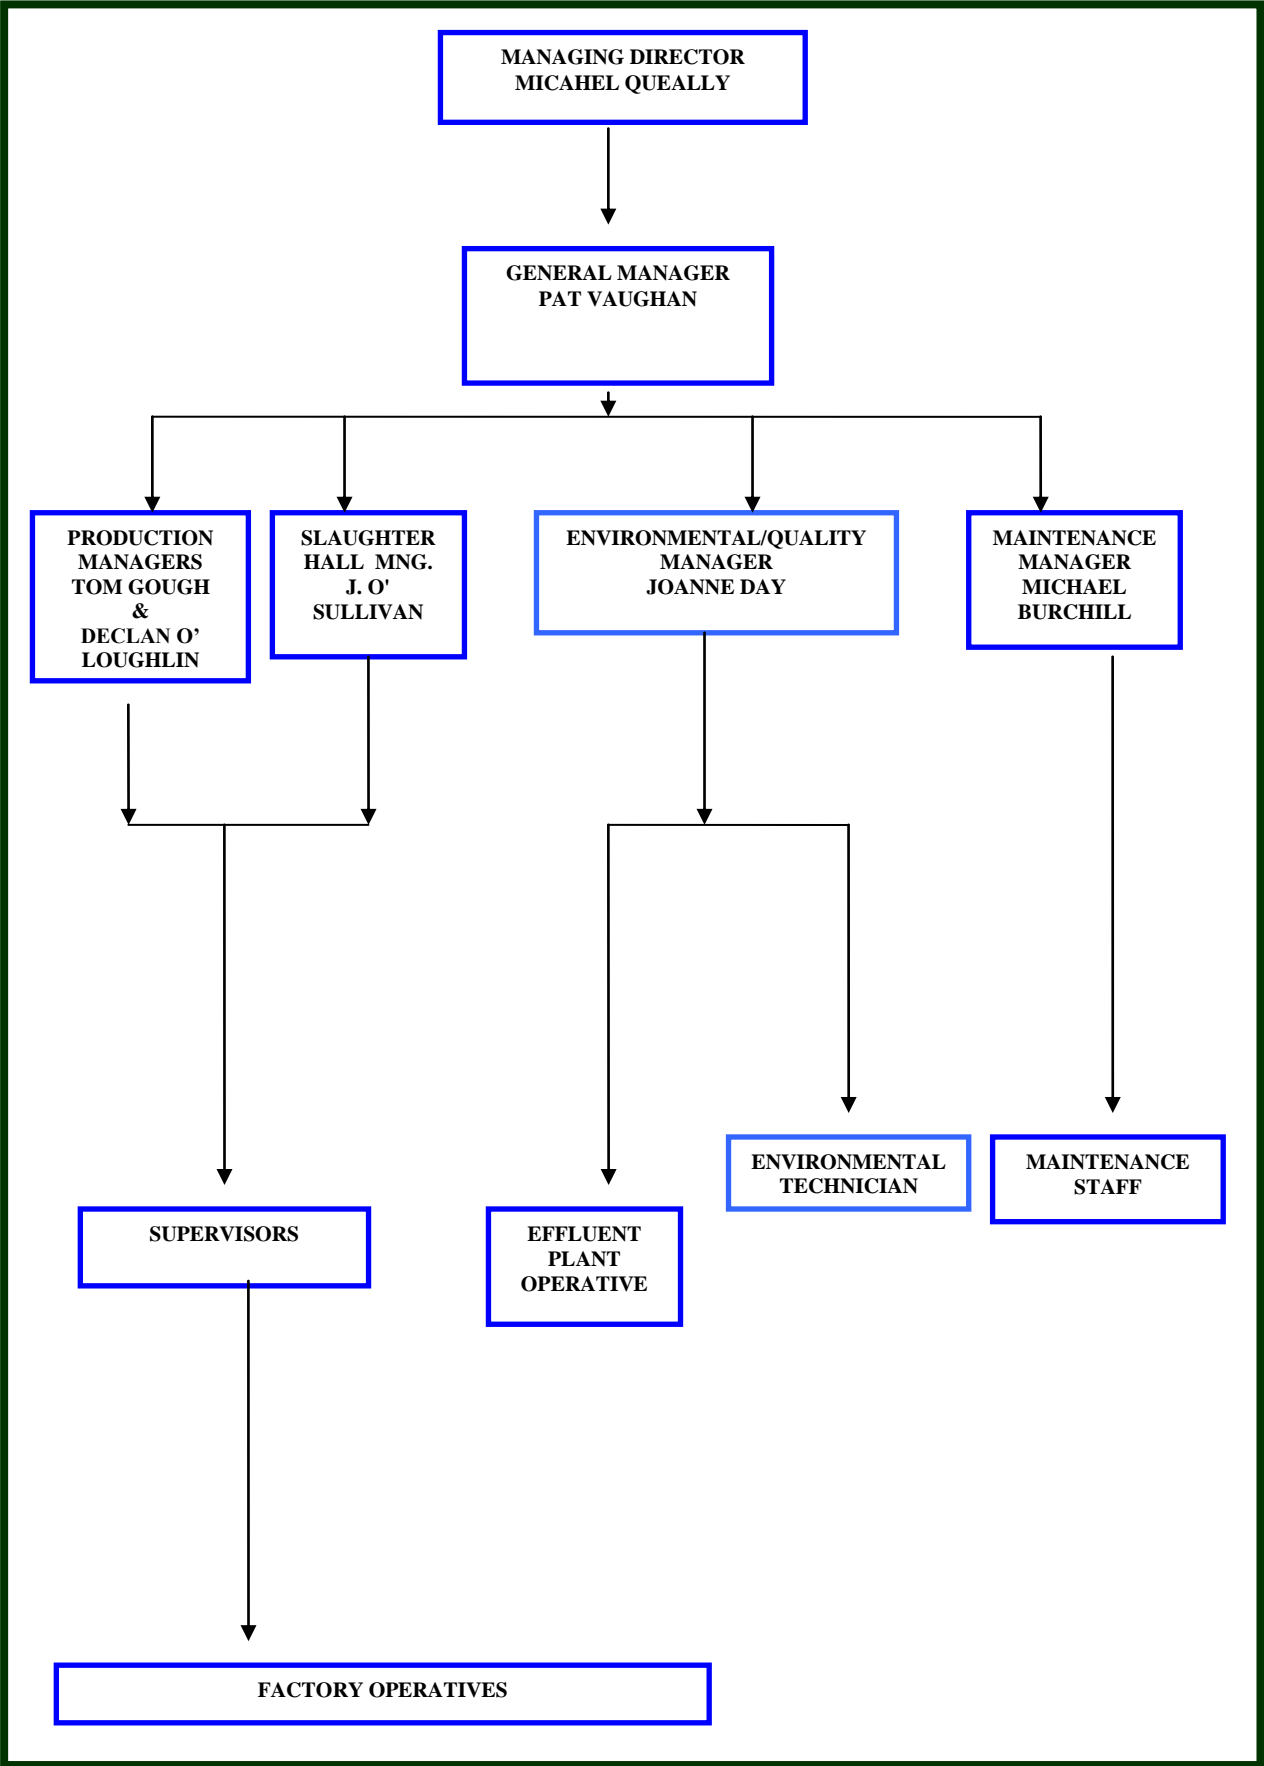 MANAGING DIRECTOR
MICAHEL QUEALLY
GENERAL MANAGER
PAT VAUGHAN
PRODUCTION
MANAGERS
TOM GOUGH
&
DECLAN O’
LOUGHLIN
SLAUGHTER
HALL  MNG.
J. O'
SULLIVAN
ENVIRONMENTAL/QUALITY
MANAGER
JOANNE DAY
MAINTENANCE
MANAGER
MICHAEL
BURCHILL
ENVIRONMENTAL
TECHNICIAN
MAINTENANCE
STAFF
SUPERVISORS
EFFLUENT
PLANT
OPERATIVE
FACTORY OPERATIVES